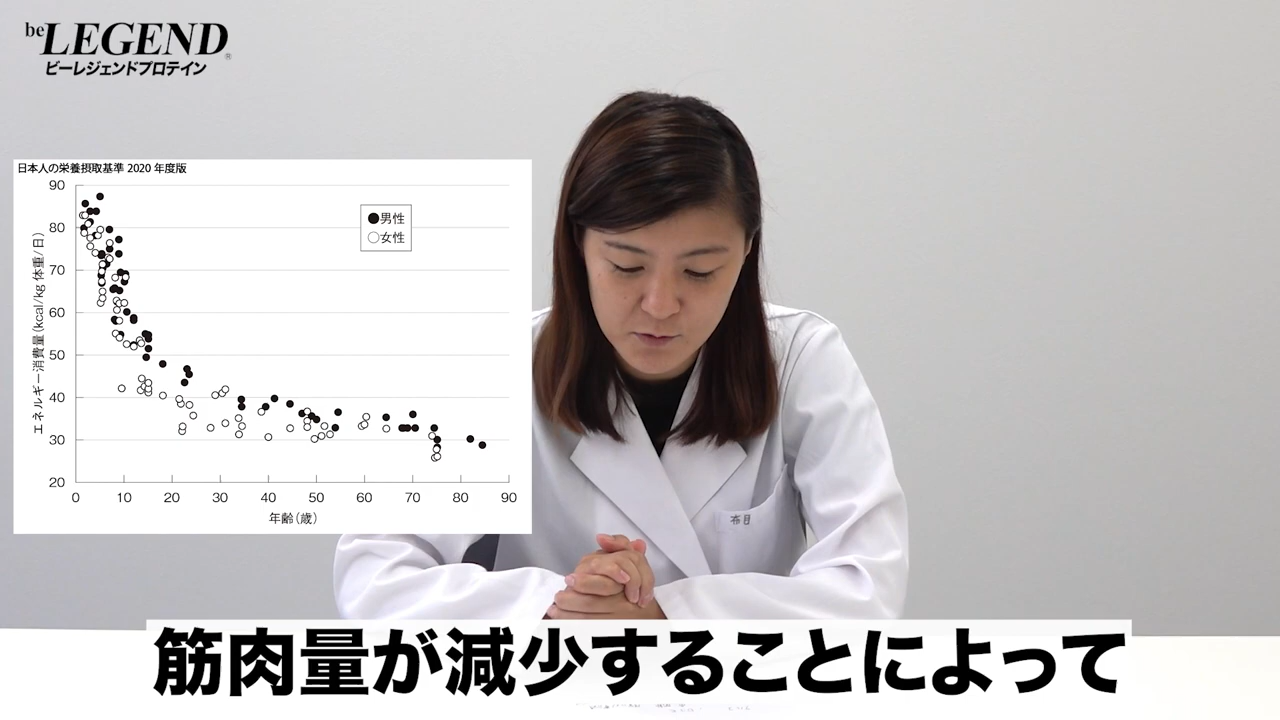 be LEGEND®
ビーレジェンドプロテイン
日本人の栄養摂取基準 2020 年度版
エネルギー消費量(kcal/kg 体重/日)
90
80
70
60
50
40
30
20
●男性
○女性
0 10 20 30 40 50 60 70 80 90
年齢(歳)
布目
筋肉量が減少することによって